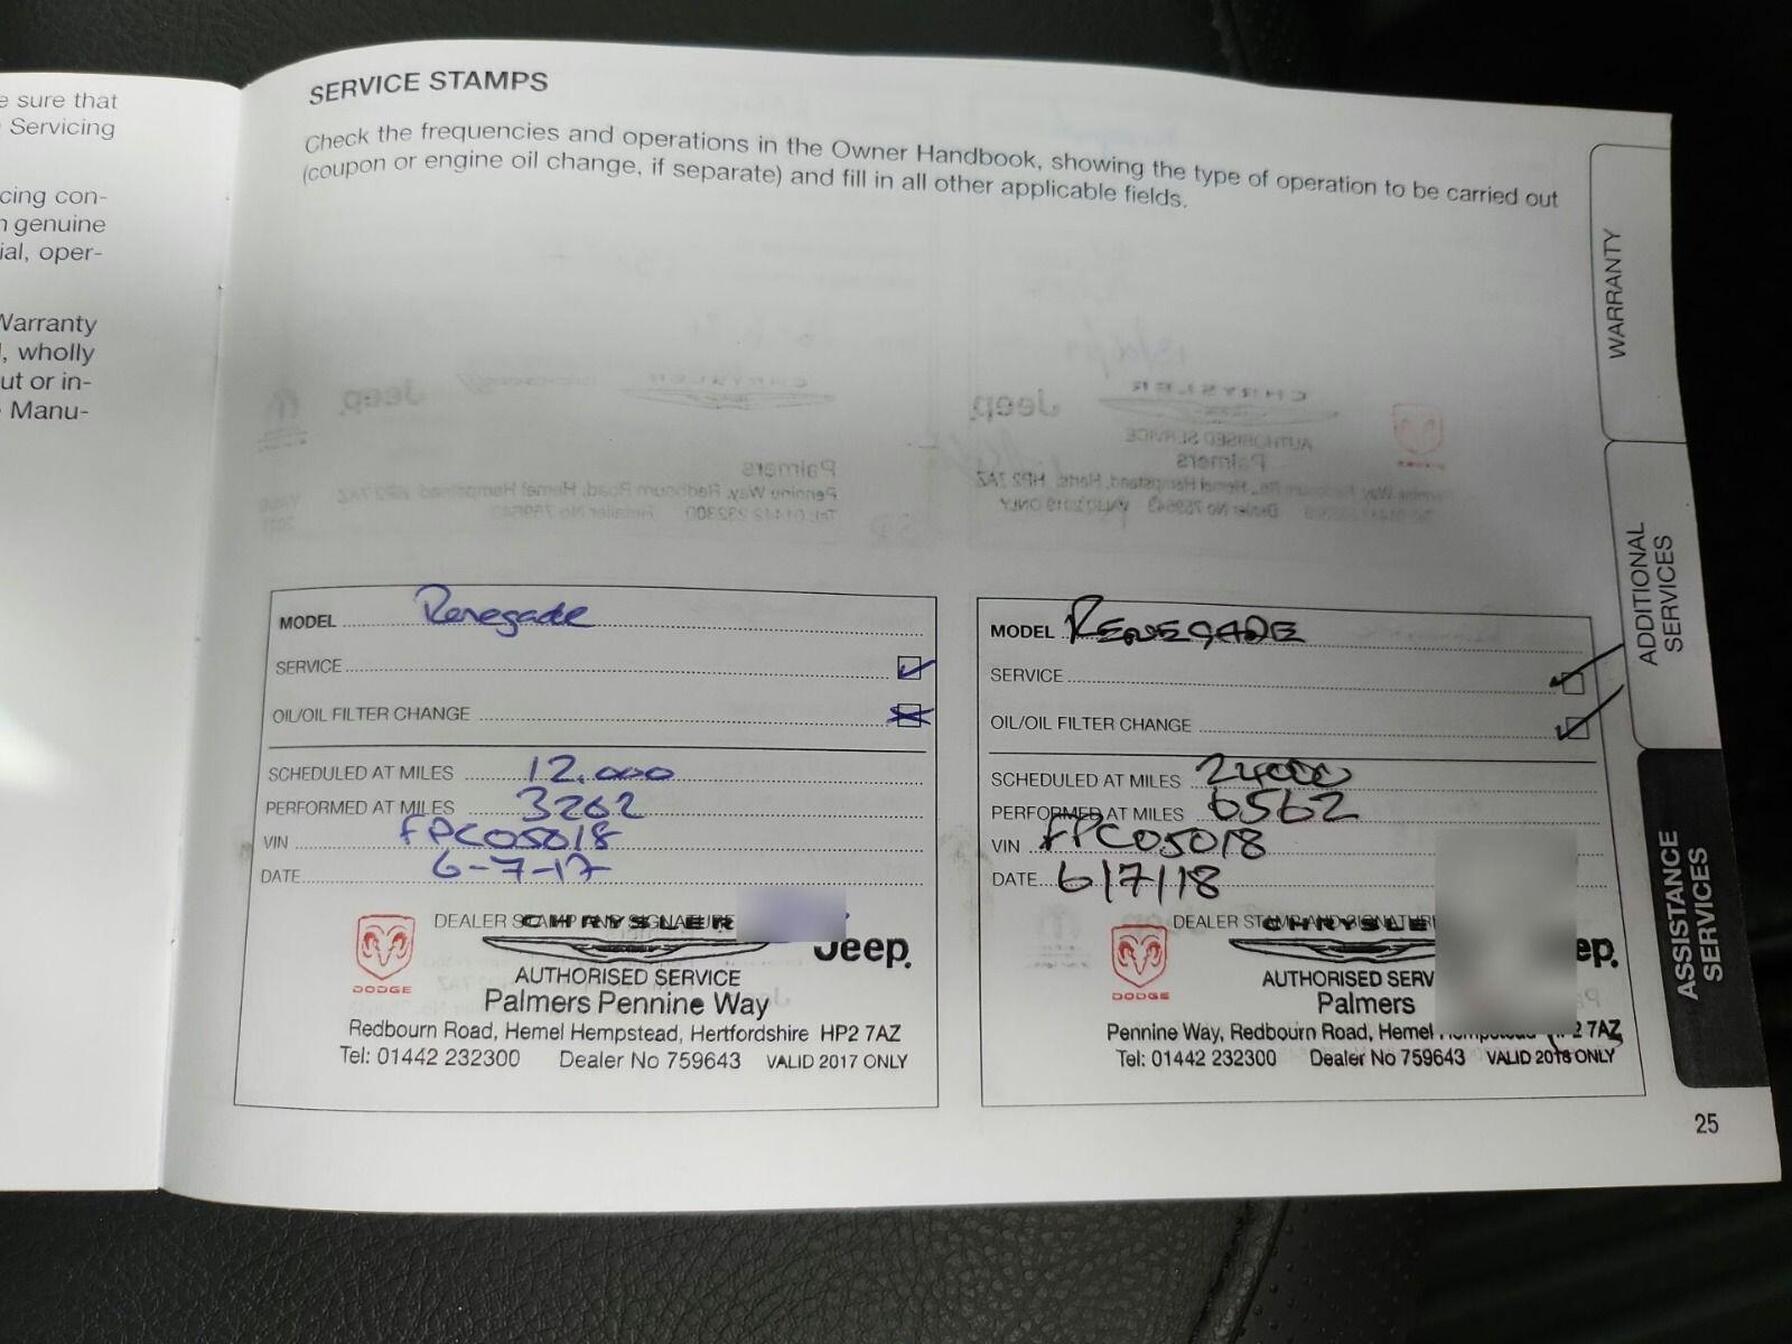 e sure that
Servicing
cing con-
n genuine
ial, oper-
Warranty
, wholly
ut or in-
Manu-
SERVICE STAMPS
Check the frequencies and operations in the Owner Handbook, showing the type of operation to be carried out
(coupon or engine oil change, if separate) and fill in all other applicable fields.
MODEL Renegade
SERVICE
OIL/OIL FILTER CHANGE
SCHEDULED AT MILES 12.000
PERFORMED AT MILES 3262
VIN FPC05018
DATE 6-7-17
DEALER STAMP AND SIGNATURE
CHRYSLER
DODGE
Jeep.
AUTHORISED SERVICE
Palmers Pennine Way
Redbourn Road, Hemel Hempstead, Hertfordshire HP2 7AZ
Tel: 01442 232300 Dealer No 759643 VALID 2017 ONLY
MODEL RENEGADE
SERVICE
OIL/OIL FILTER CHANGE
SCHEDULED AT MILES 24000
PERFORMED AT MILES 6562
VIN FPC05018
DATE 6/7/18
DEALER STAMP AND SIGNATURE
CHRYSLE
DODGE
ep.
AUTHORISED SERV
Palmers
Pennine Way, Redbourn Road, Hemel Hempstead HP2 7AZ
Tel: 01442 232300 Dealer No 759643 VALID 2018 ONLY
WARRANTY
ADDITIONAL
SERVICES
ASSISTANCE
SERVICES
25